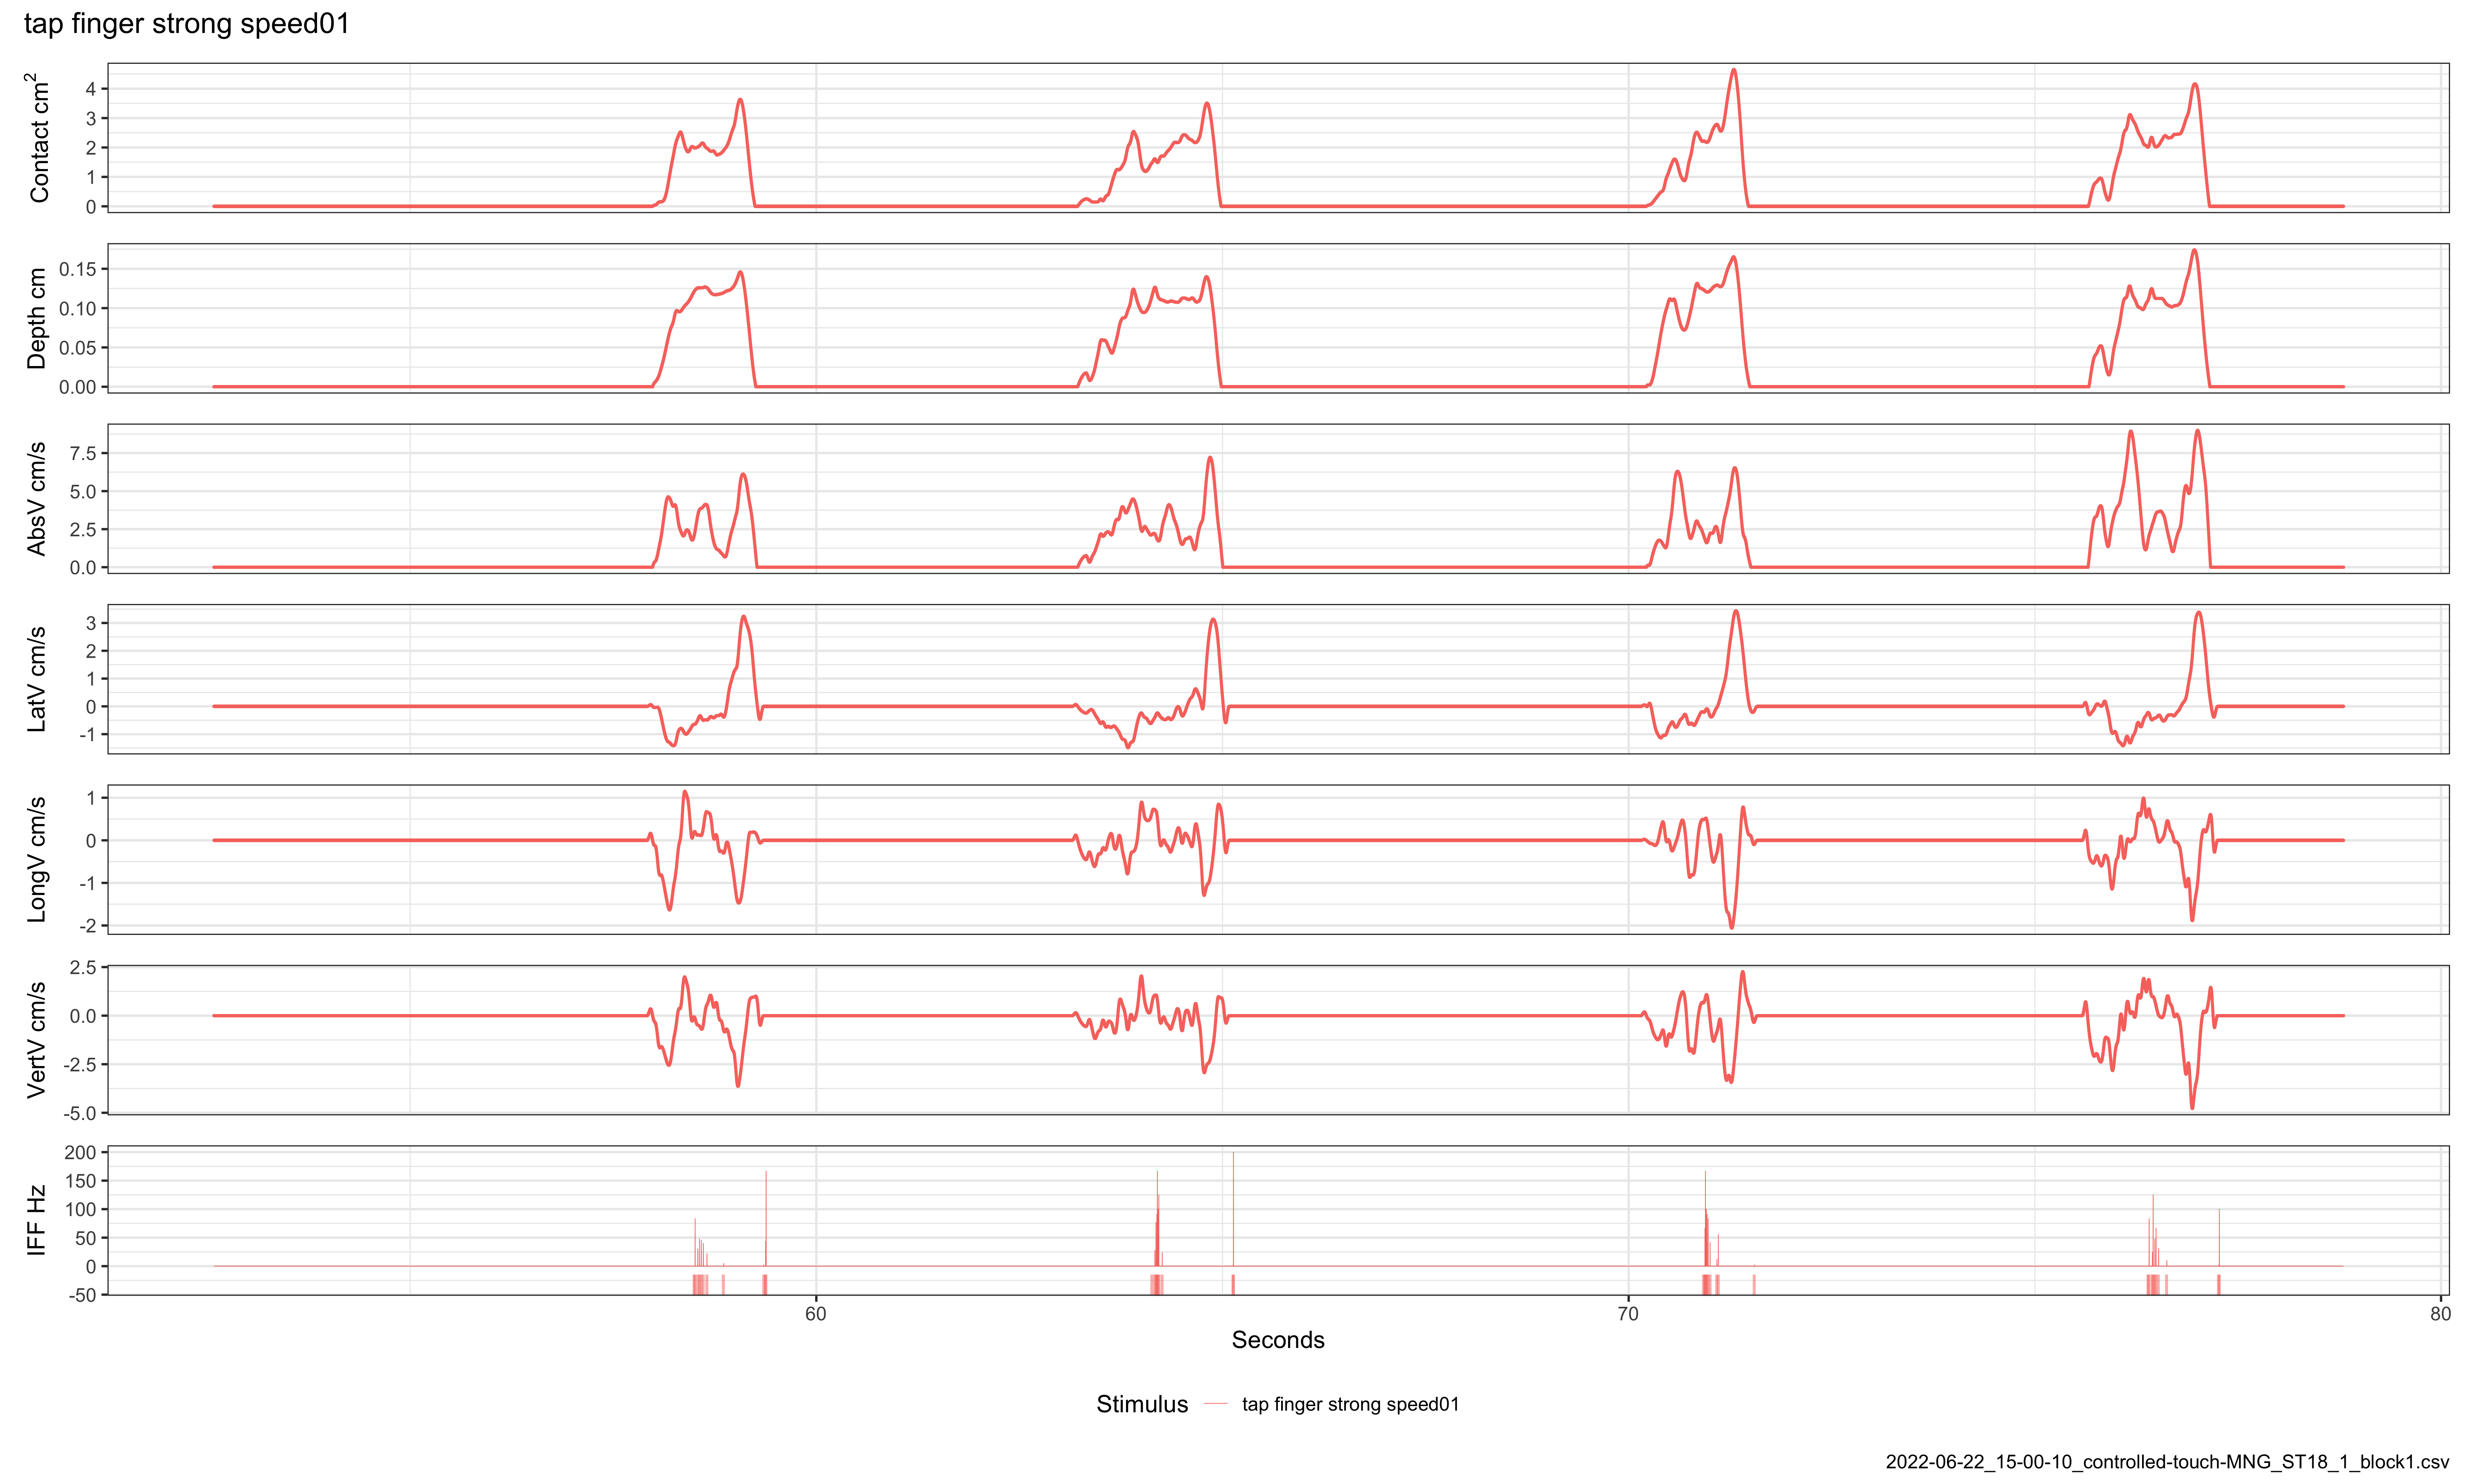 tap finger strong speed01
Contact cm²
4
3
2
1
0
Depth cm
0.15
0.10
0.05
0.00
AbsV cm/s
7.5
5.0
2.5
0.0
LatV cm/s
3
2
1
0
-1
LongV cm/s
1
0
-1
-2
VertV cm/s
2.5
0.0
-2.5
-5.0
IFF Hz
200
150
100
50
0
-50
60 70 80
Seconds
Stimulus tap finger strong speed01
2022-06-22_15-00-10_controlled-touch-MNG_ST18_1_block1.csv